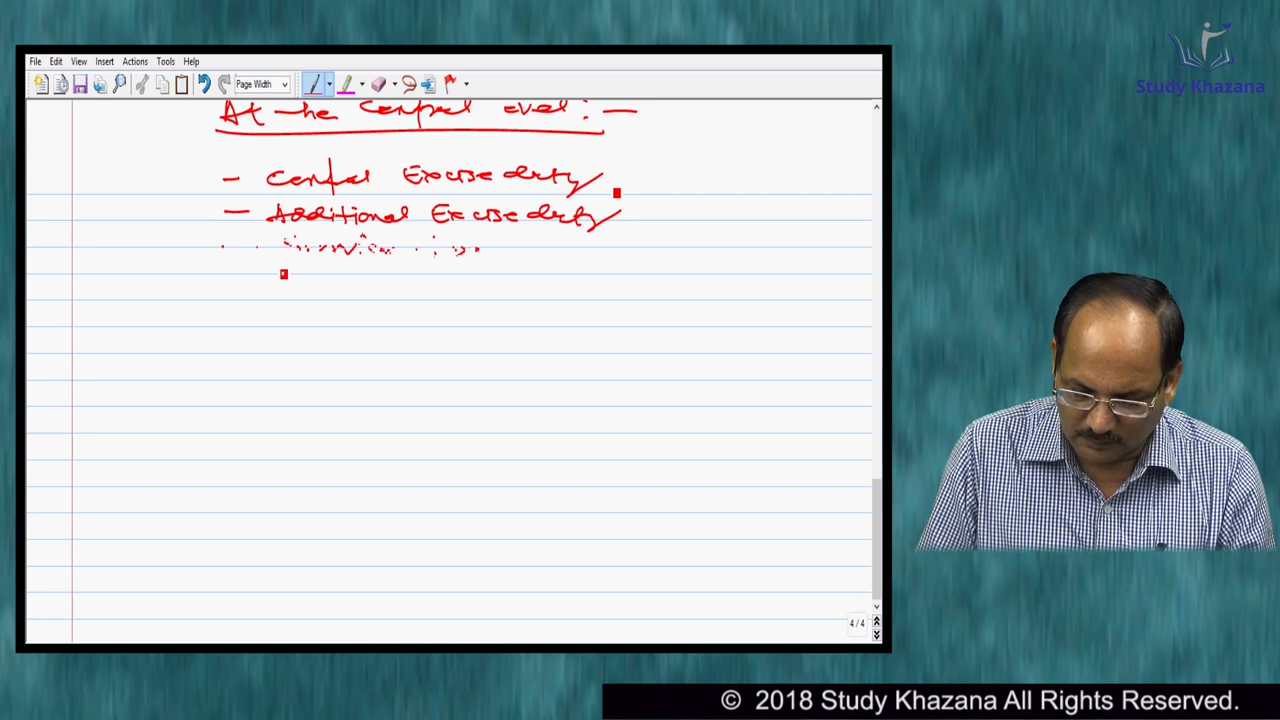 Study Khazana
File Edit View Insert Actions Tools Help
Page Width
At the Central evel : —
— Central Excise duty
— Additional Excise duty
4 / 4
© 2018 Study Khazana All Rights Reserved.